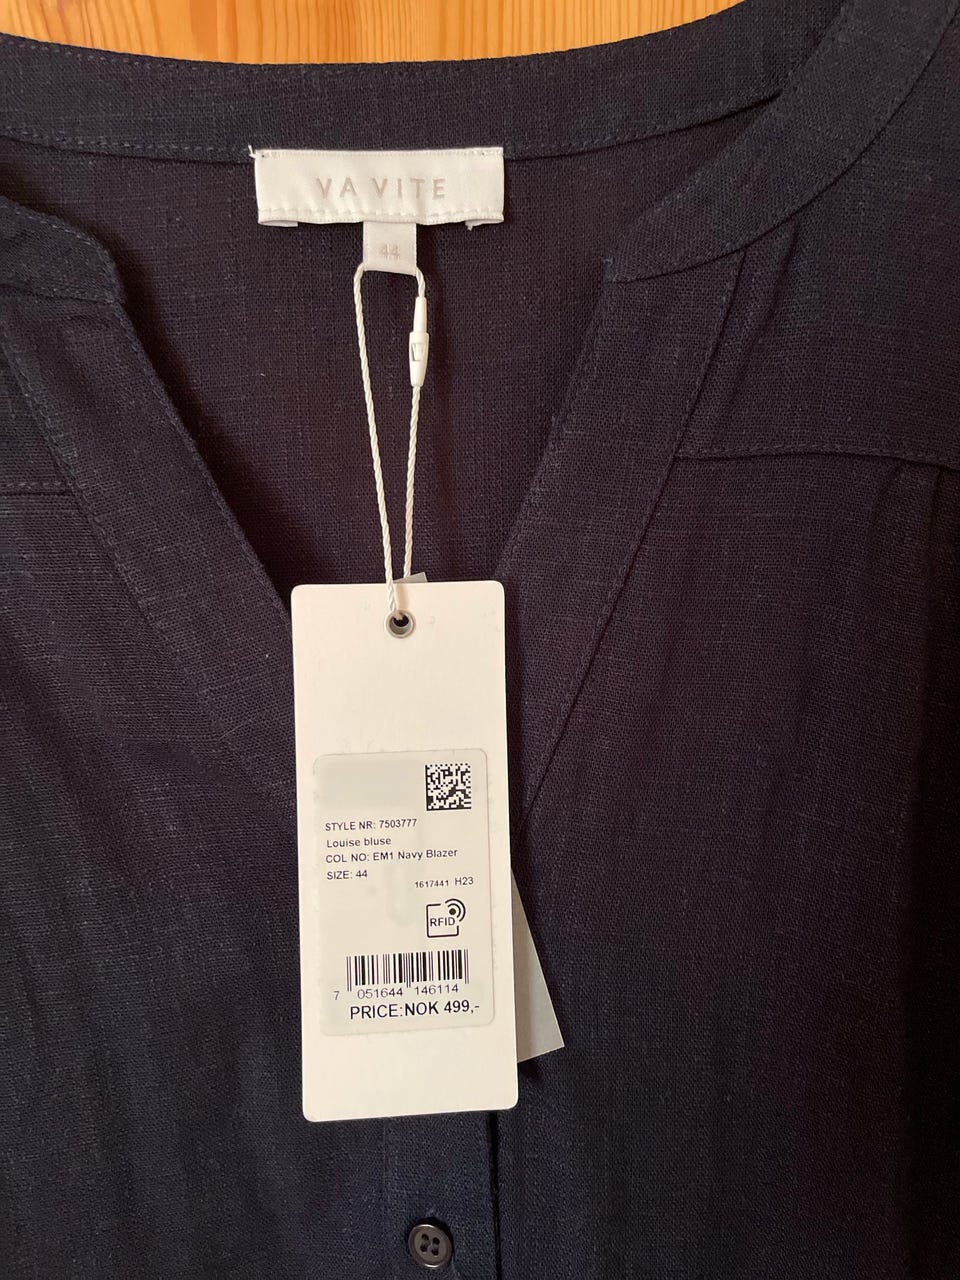 VA VITE
44
STYLE NR: 7503777
Louise bluse
COL NO: EM1 Navy Blazer
SIZE: 44
1617441 H23
RFID
7 051644 146114
PRICE:NOK 499,-